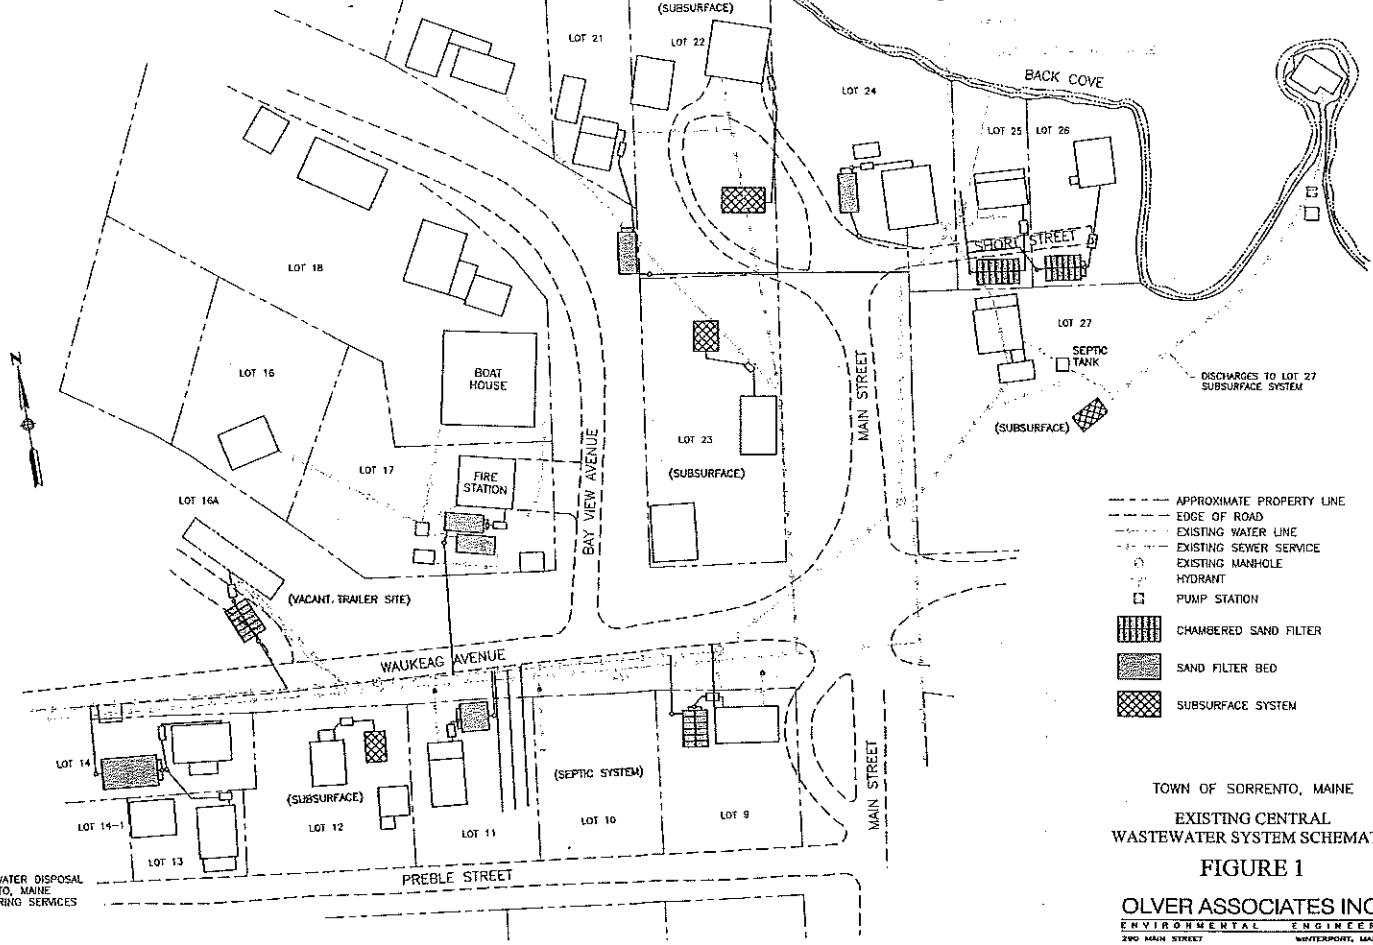 (SUBSURFACE)
LOT 21
LOT 22
LOT 24
BACK COVE
LOT 25
LOT 26
LOT 18
SHORT STREET
LOT 27
SEPTIC
TANK
DISCHARGES TO LOT 27
SUBSURFACE SYSTEM
(SUBSURFACE)
N
LOT 16
BOAT
HOUSE
MAIN STREET
LOT 23
(SUBSURFACE)
LOT 17
FIRE
STATION
BAY VIEW AVENUE
LOT 16A
(VACANT TRAILER SITE)
WAUKEAG AVENUE
APPROXIMATE PROPERTY LINE
EDGE OF ROAD
EXISTING WATER LINE
EXISTING SEWER SERVICE
EXISTING MANHOLE
HYDRANT
PUMP STATION
CHAMBERED SAND FILTER
SAND FILTER BED
SUBSURFACE SYSTEM
LOT 14
(SUBSURFACE)
LOT 12
LOT 11
(SEPTIC SYSTEM)
LOT 10
LOT 9
MAIN STREET
LOT 14-1
LOT 13
PREBLE STREET
WATER DISPOSAL
TO, MAINE
RING SERVICES
TOWN OF SORRENTO, MAINE
EXISTING CENTRAL
WASTEWATER SYSTEM SCHEMAT
FIGURE 1
OLVER ASSOCIATES INC
ENVIRONMENTAL ENGINEER
290 MAIN STREET WINTERPORT, MA